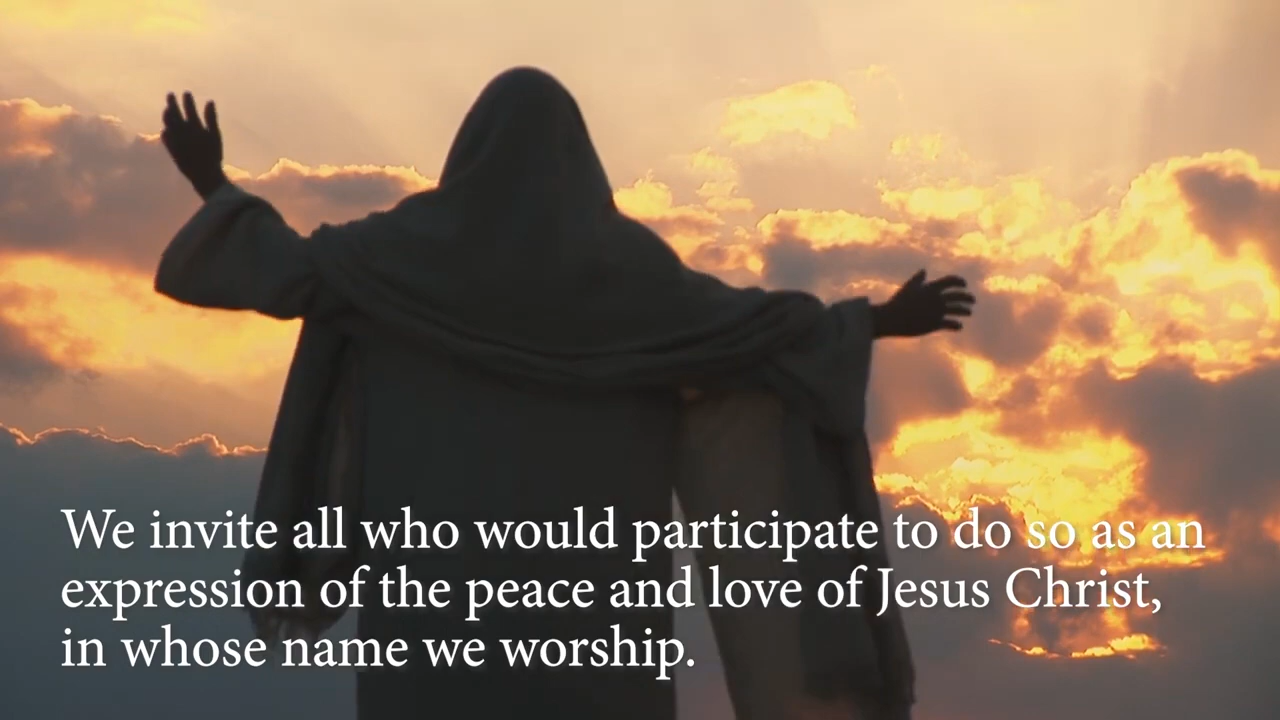 We invite all who would participate to do so as an
expression of the peace and love of Jesus Christ,
in whose name we worship.